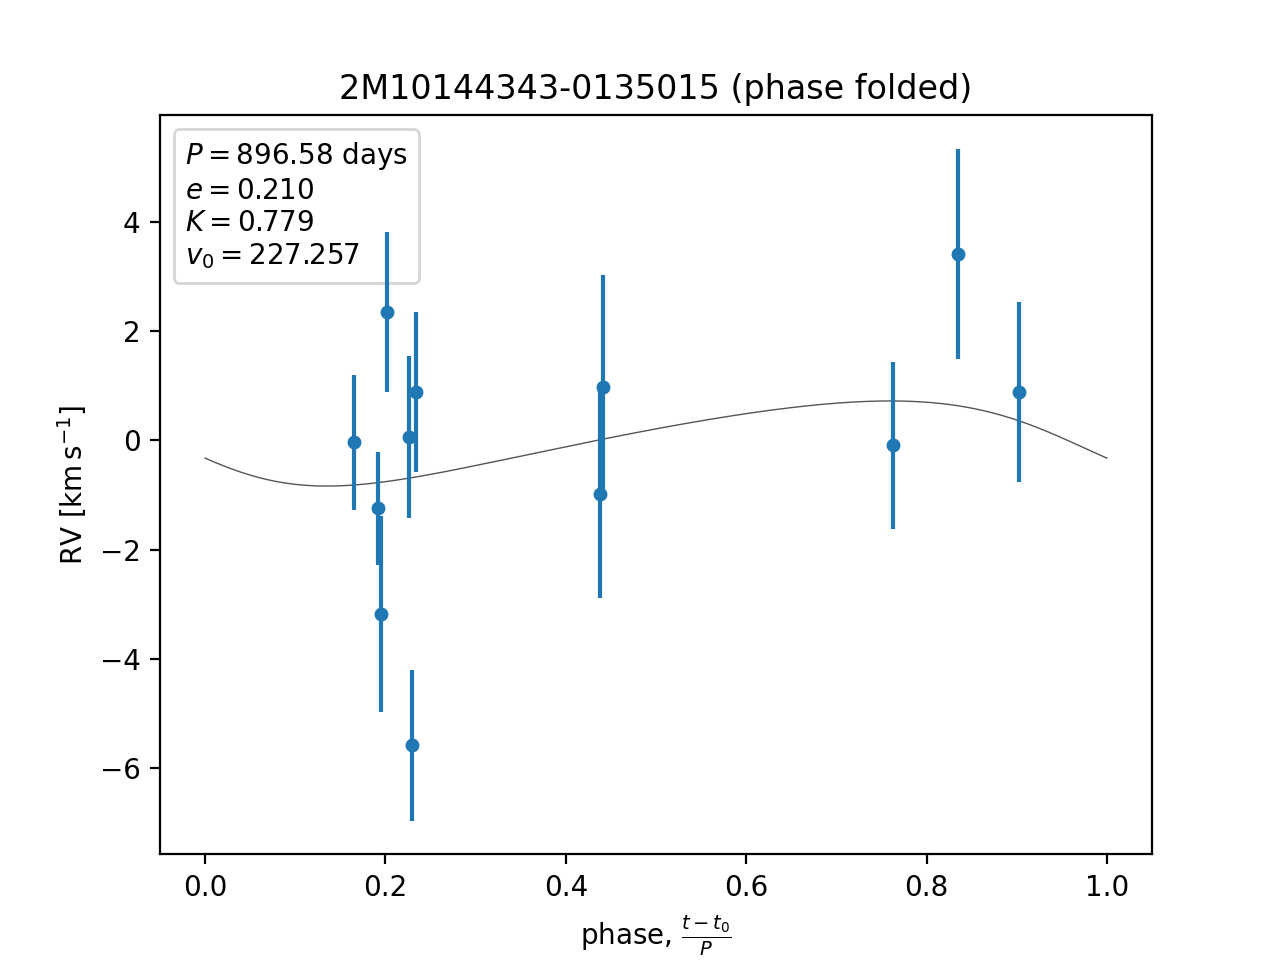 2M10144343-0135015 (phase folded)
P = 896.58 days
e = 0.210
K = 0.779
v₀ = 227.257
4
2
0
−2
−4
−6
RV [km s⁻¹]
0.0 0.2 0.4 0.6 0.8 1.0
phase, (t − t₀)/P